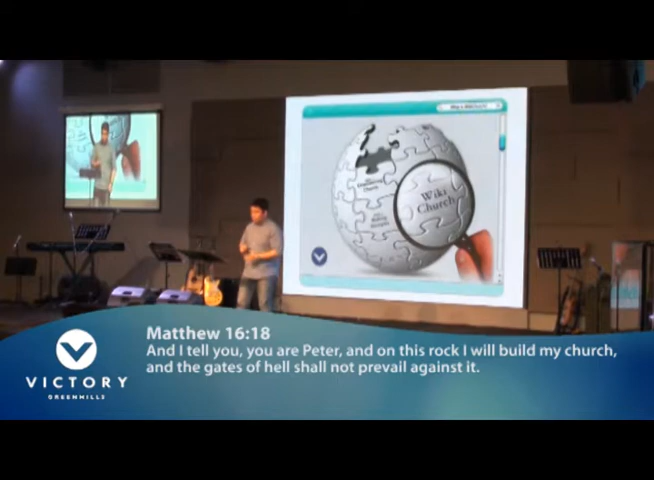 Wiki
Church
Matthew 16:18
And I tell you, you are Peter, and on this rock I will build my church,
and the gates of hell shall not prevail against it.
VICTORY
GREENHILLS